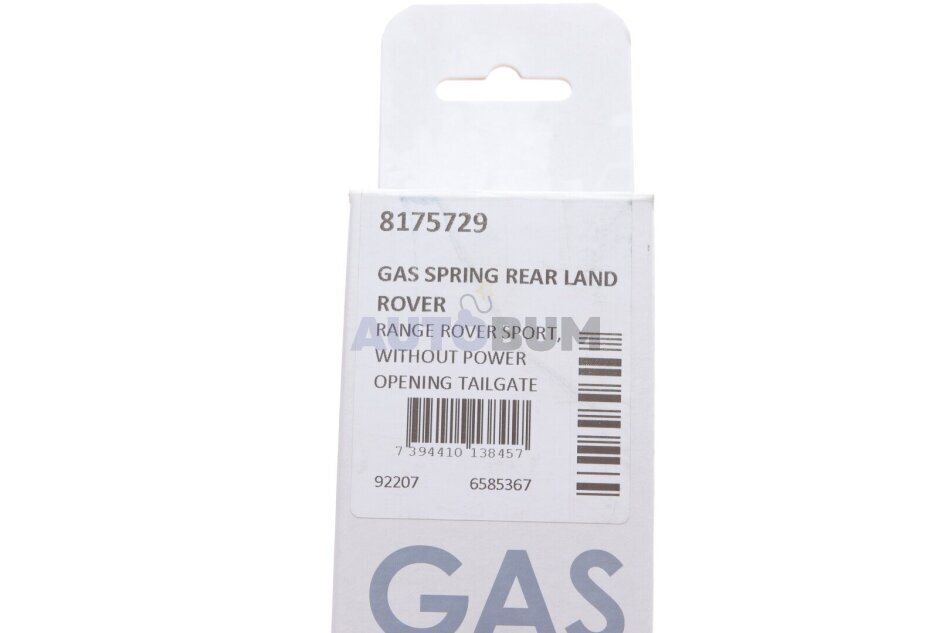 8175729
GAS SPRING REAR LAND
ROVER
AUTOBUM
RANGE ROVER SPORT,
WITHOUT POWER
OPENING TAILGATE
7 394410 138457
92207 6585367
GAS